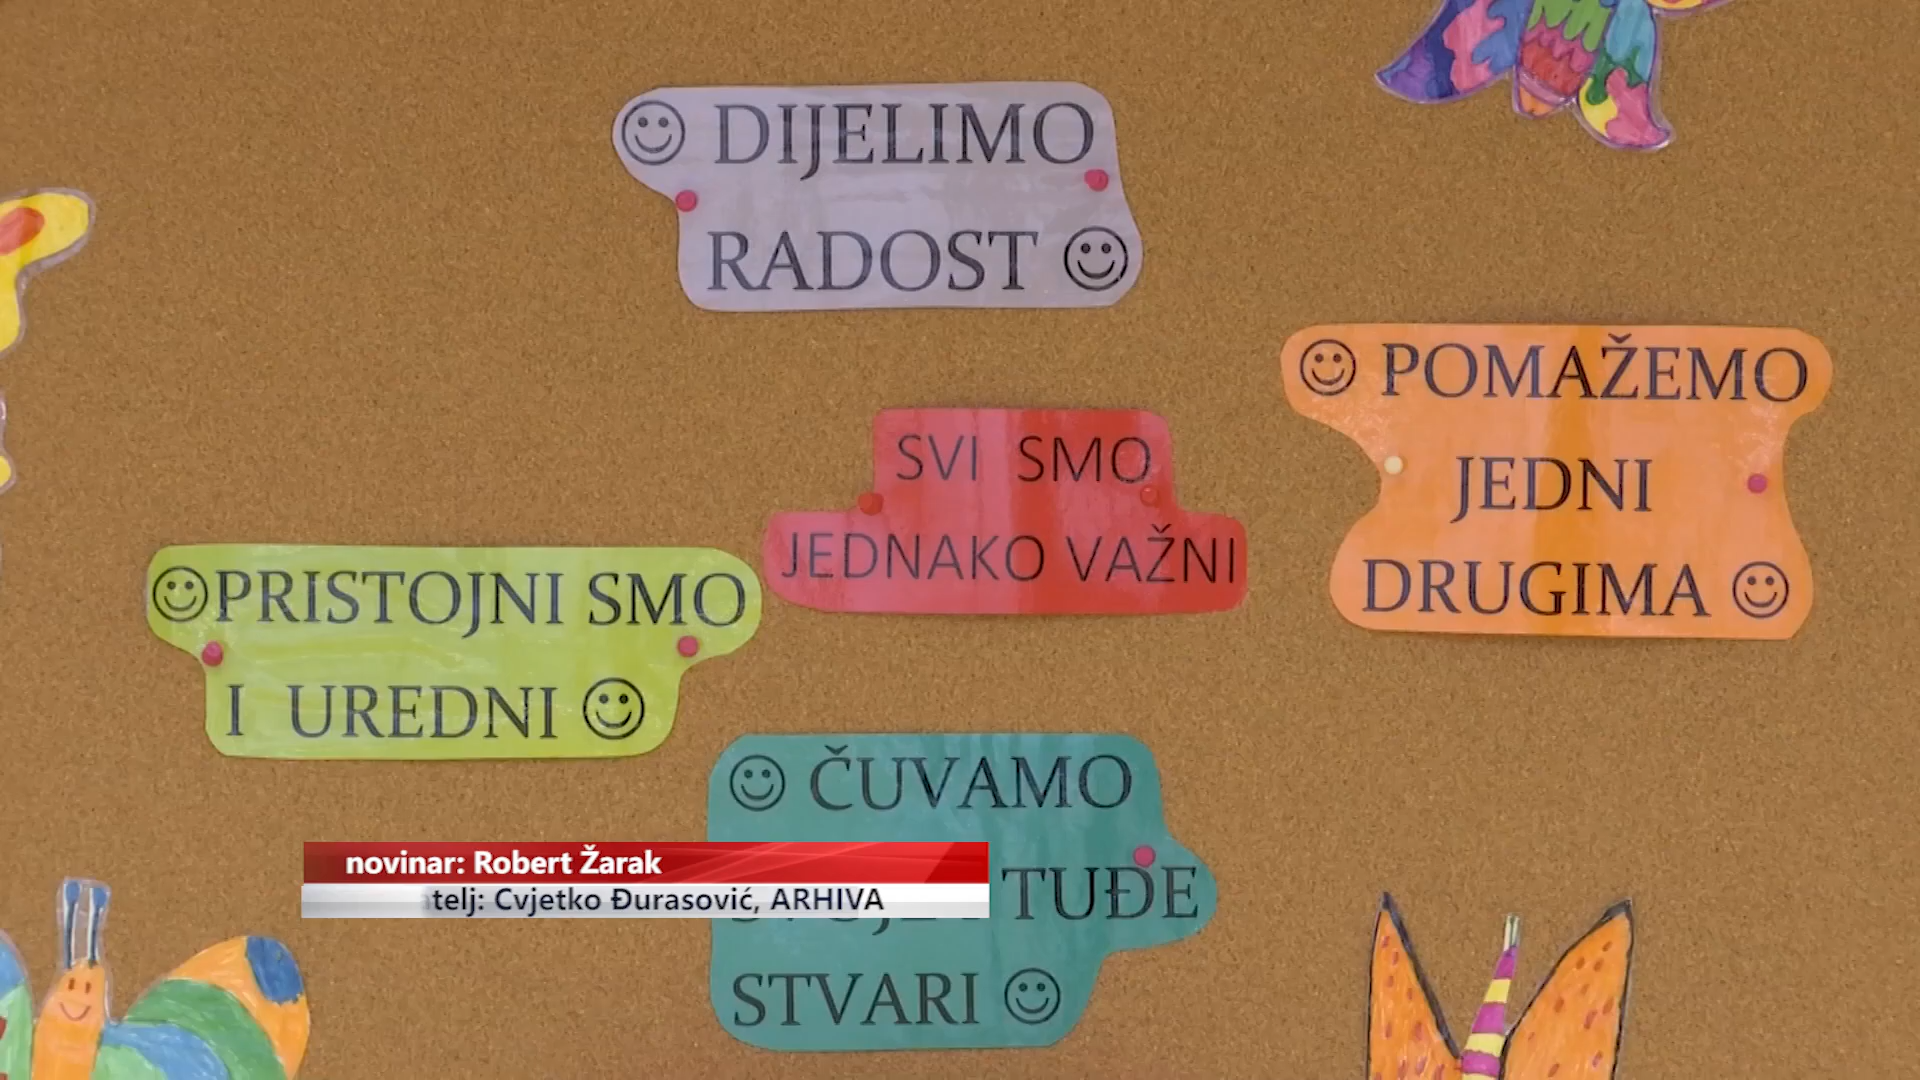 DIJELIMO
RADOST
POMAŽEMO
JEDNI
DRUGIMA
SVI SMO
JEDNAKO VAŽNI
PRISTOJNI SMO
I UREDNI
ČUVAMO
TUĐE
STVARI
novinar: Robert Žarak
telj: Cvjetko Đurasović, ARHIVA